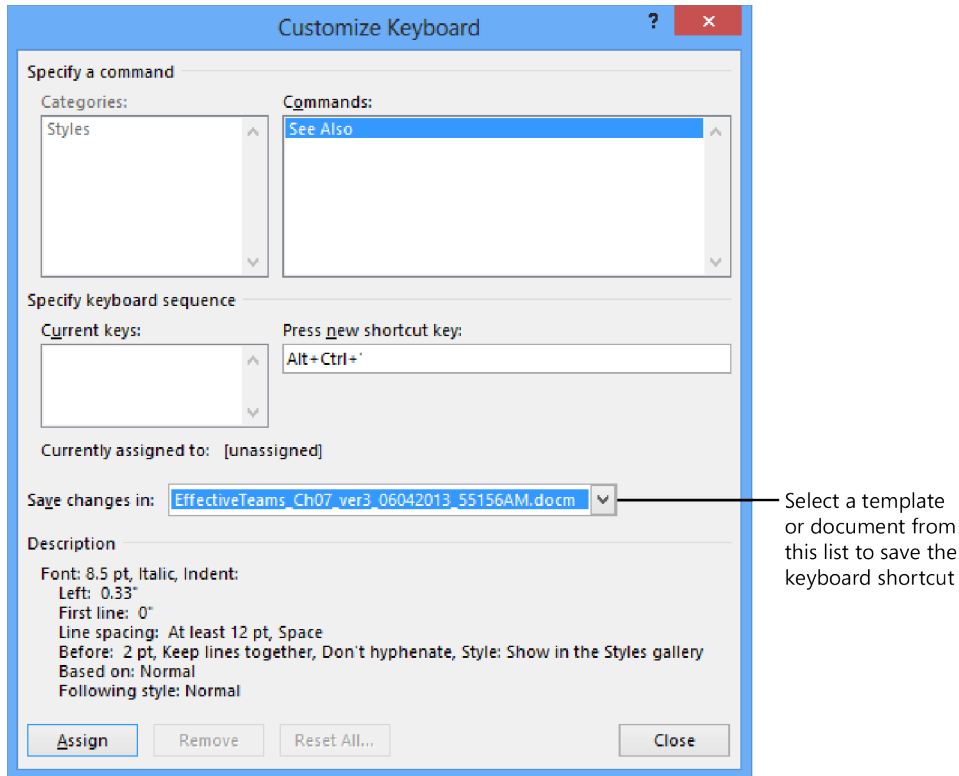 Customize Keyboard
?
Specify a command
Categories:
Commands:
Styles
See Also
Specify keyboard sequence
Current keys:
Press new shortcut key:
Alt+Ctrl+'
Currently assigned to: [unassigned]
Save changes in:
EffectiveTeams_Ch07_ver3_06042013_55156AM.docm
Select a template
or document from
this list to save the
keyboard shortcut
Description
Font: 8.5 pt, Italic, Indent:
Left: 0.33"
First line: 0"
Line spacing: At least 12 pt, Space
Before: 2 pt, Keep lines together, Don't hyphenate, Style: Show in the Styles gallery
Based on: Normal
Following style: Normal
Assign
Remove
Reset All...
Close